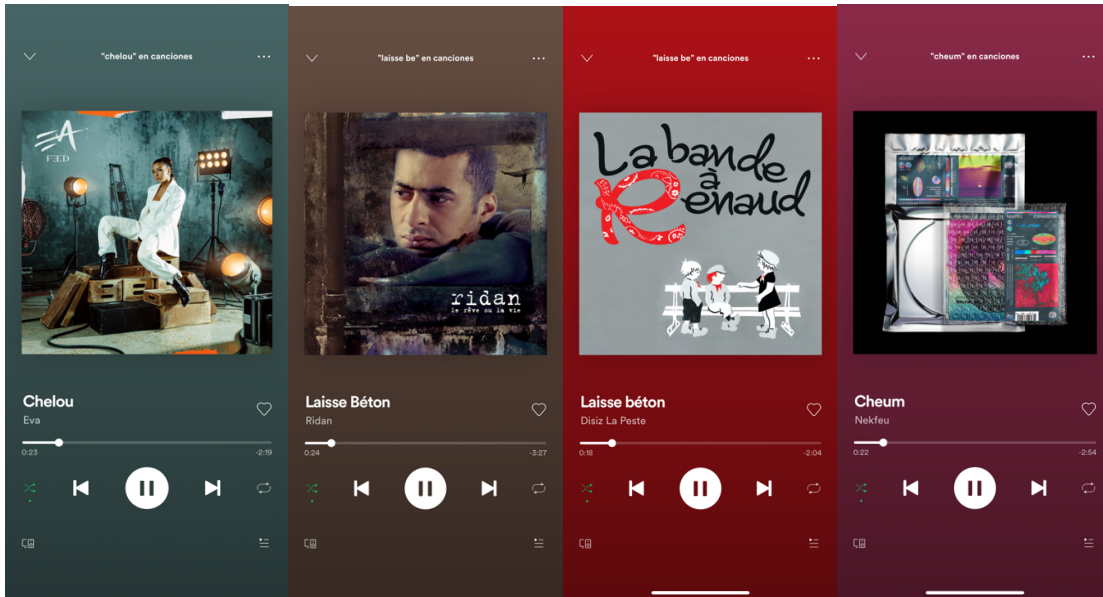 "chelou" en canciones
EA
FEED
Chelou
Eva
0:23
-2:19
"laisse be" en canciones
ridan
le rêve ou la vie
Laisse Béton
Ridan
0:24
-3:27
"laisse be" en canciones
La bande
à
Renaud
Laisse béton
Disiz La Peste
0:18
-2:04
"cheum" en canciones
Cheum
Nekfeu
0:22
-2:54